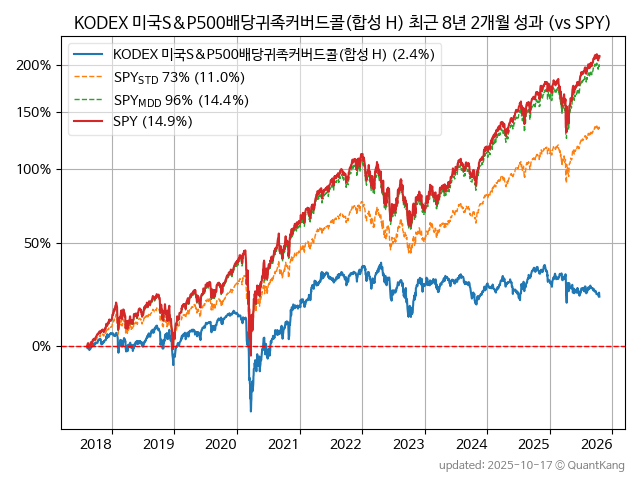 KODEX 미국S&P500배당귀족커버드콜(합성 H) 최근 8년 2개월 성과 (vs SPY)
KODEX 미국S&P500배당귀족커버드콜(합성 H) (2.4%)
SPYSTD 73% (11.0%)
SPYMDD 96% (14.4%)
SPY (14.9%)
200%
150%
100%
50%
0%
2018 2019 2020 2021 2022 2023 2024 2025 2026
updated: 2025-10-17 © QuantKang